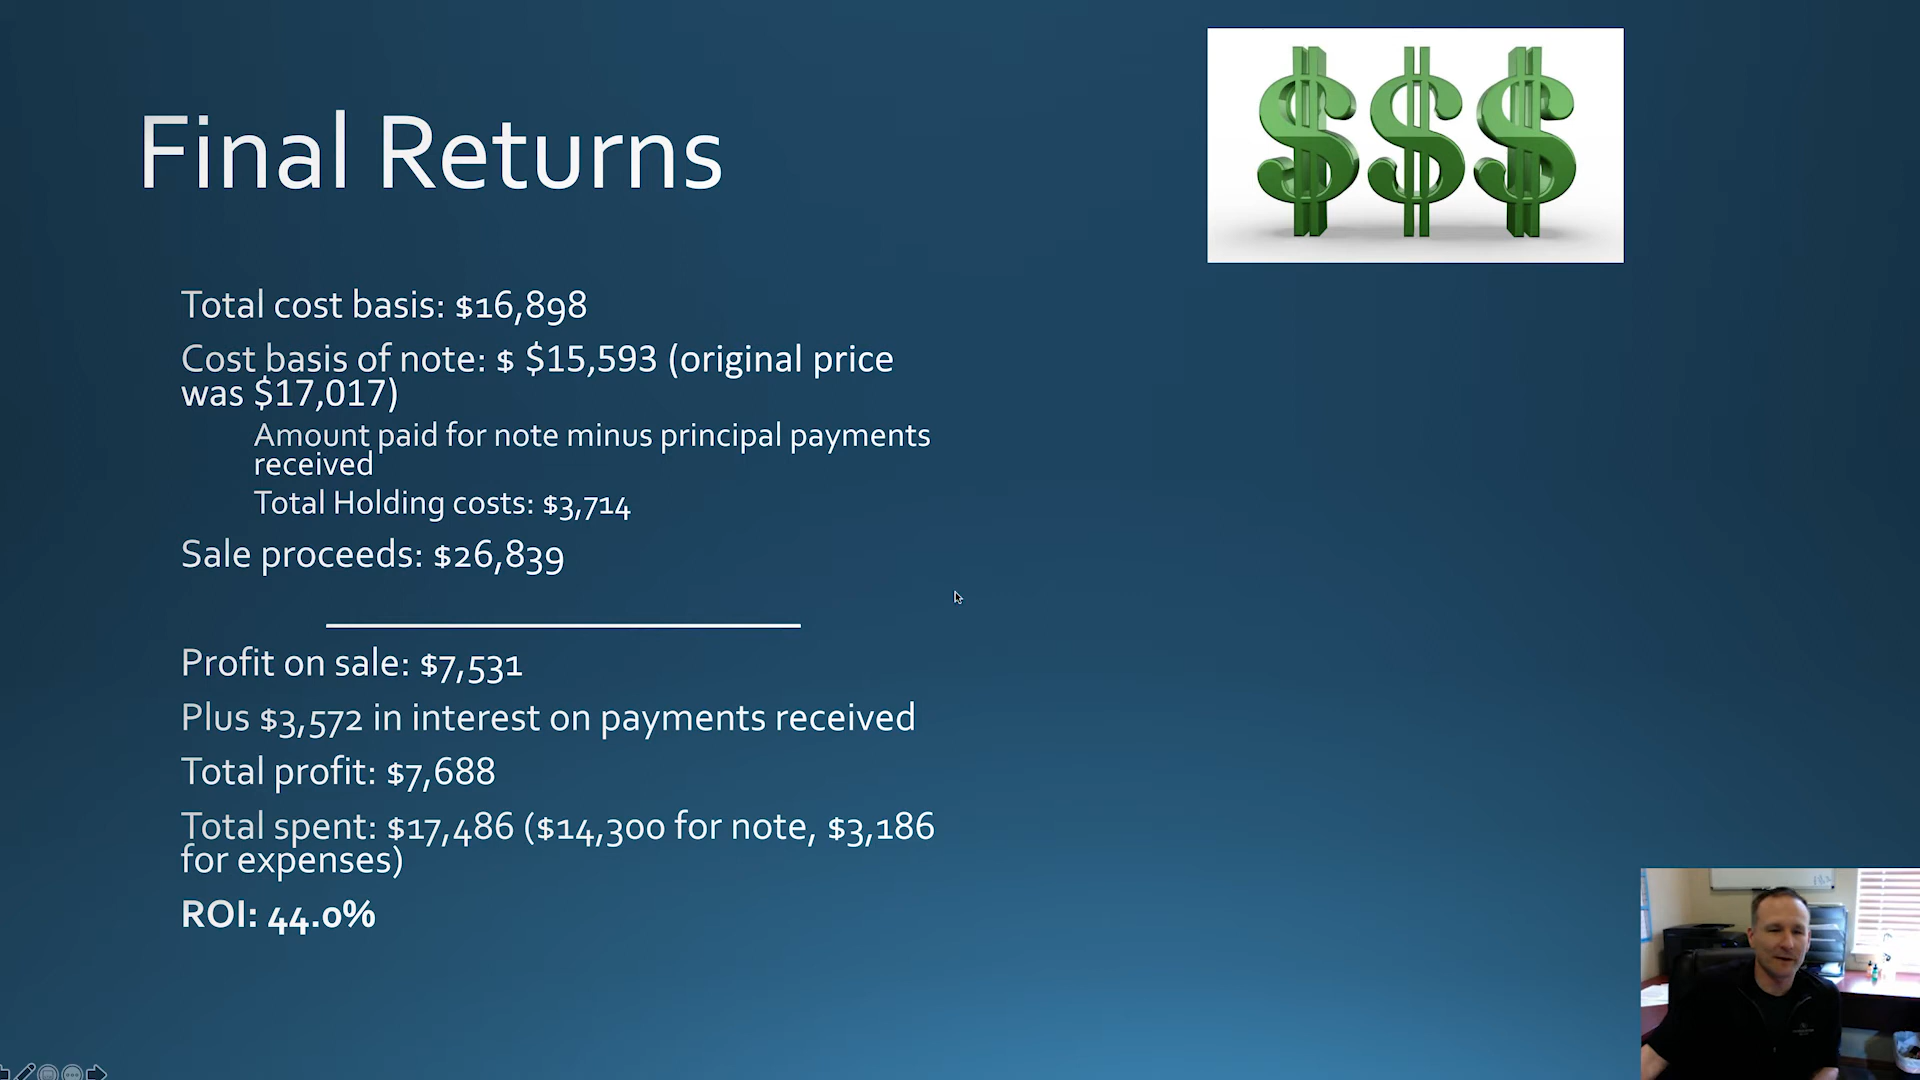 $$$
Final Returns
Total cost basis: $16,898
Cost basis of note: $ $15,593 (original price
was $17,017)
Amount paid for note minus principal payments
received
Total Holding costs: $3,714
Sale proceeds: $26,839
Profit on sale: $7,531
Plus $3,572 in interest on payments received
Total profit: $7,688
Total spent: $17,486 ($14,300 for note, $3,186
for expenses)
ROI: 44.0%